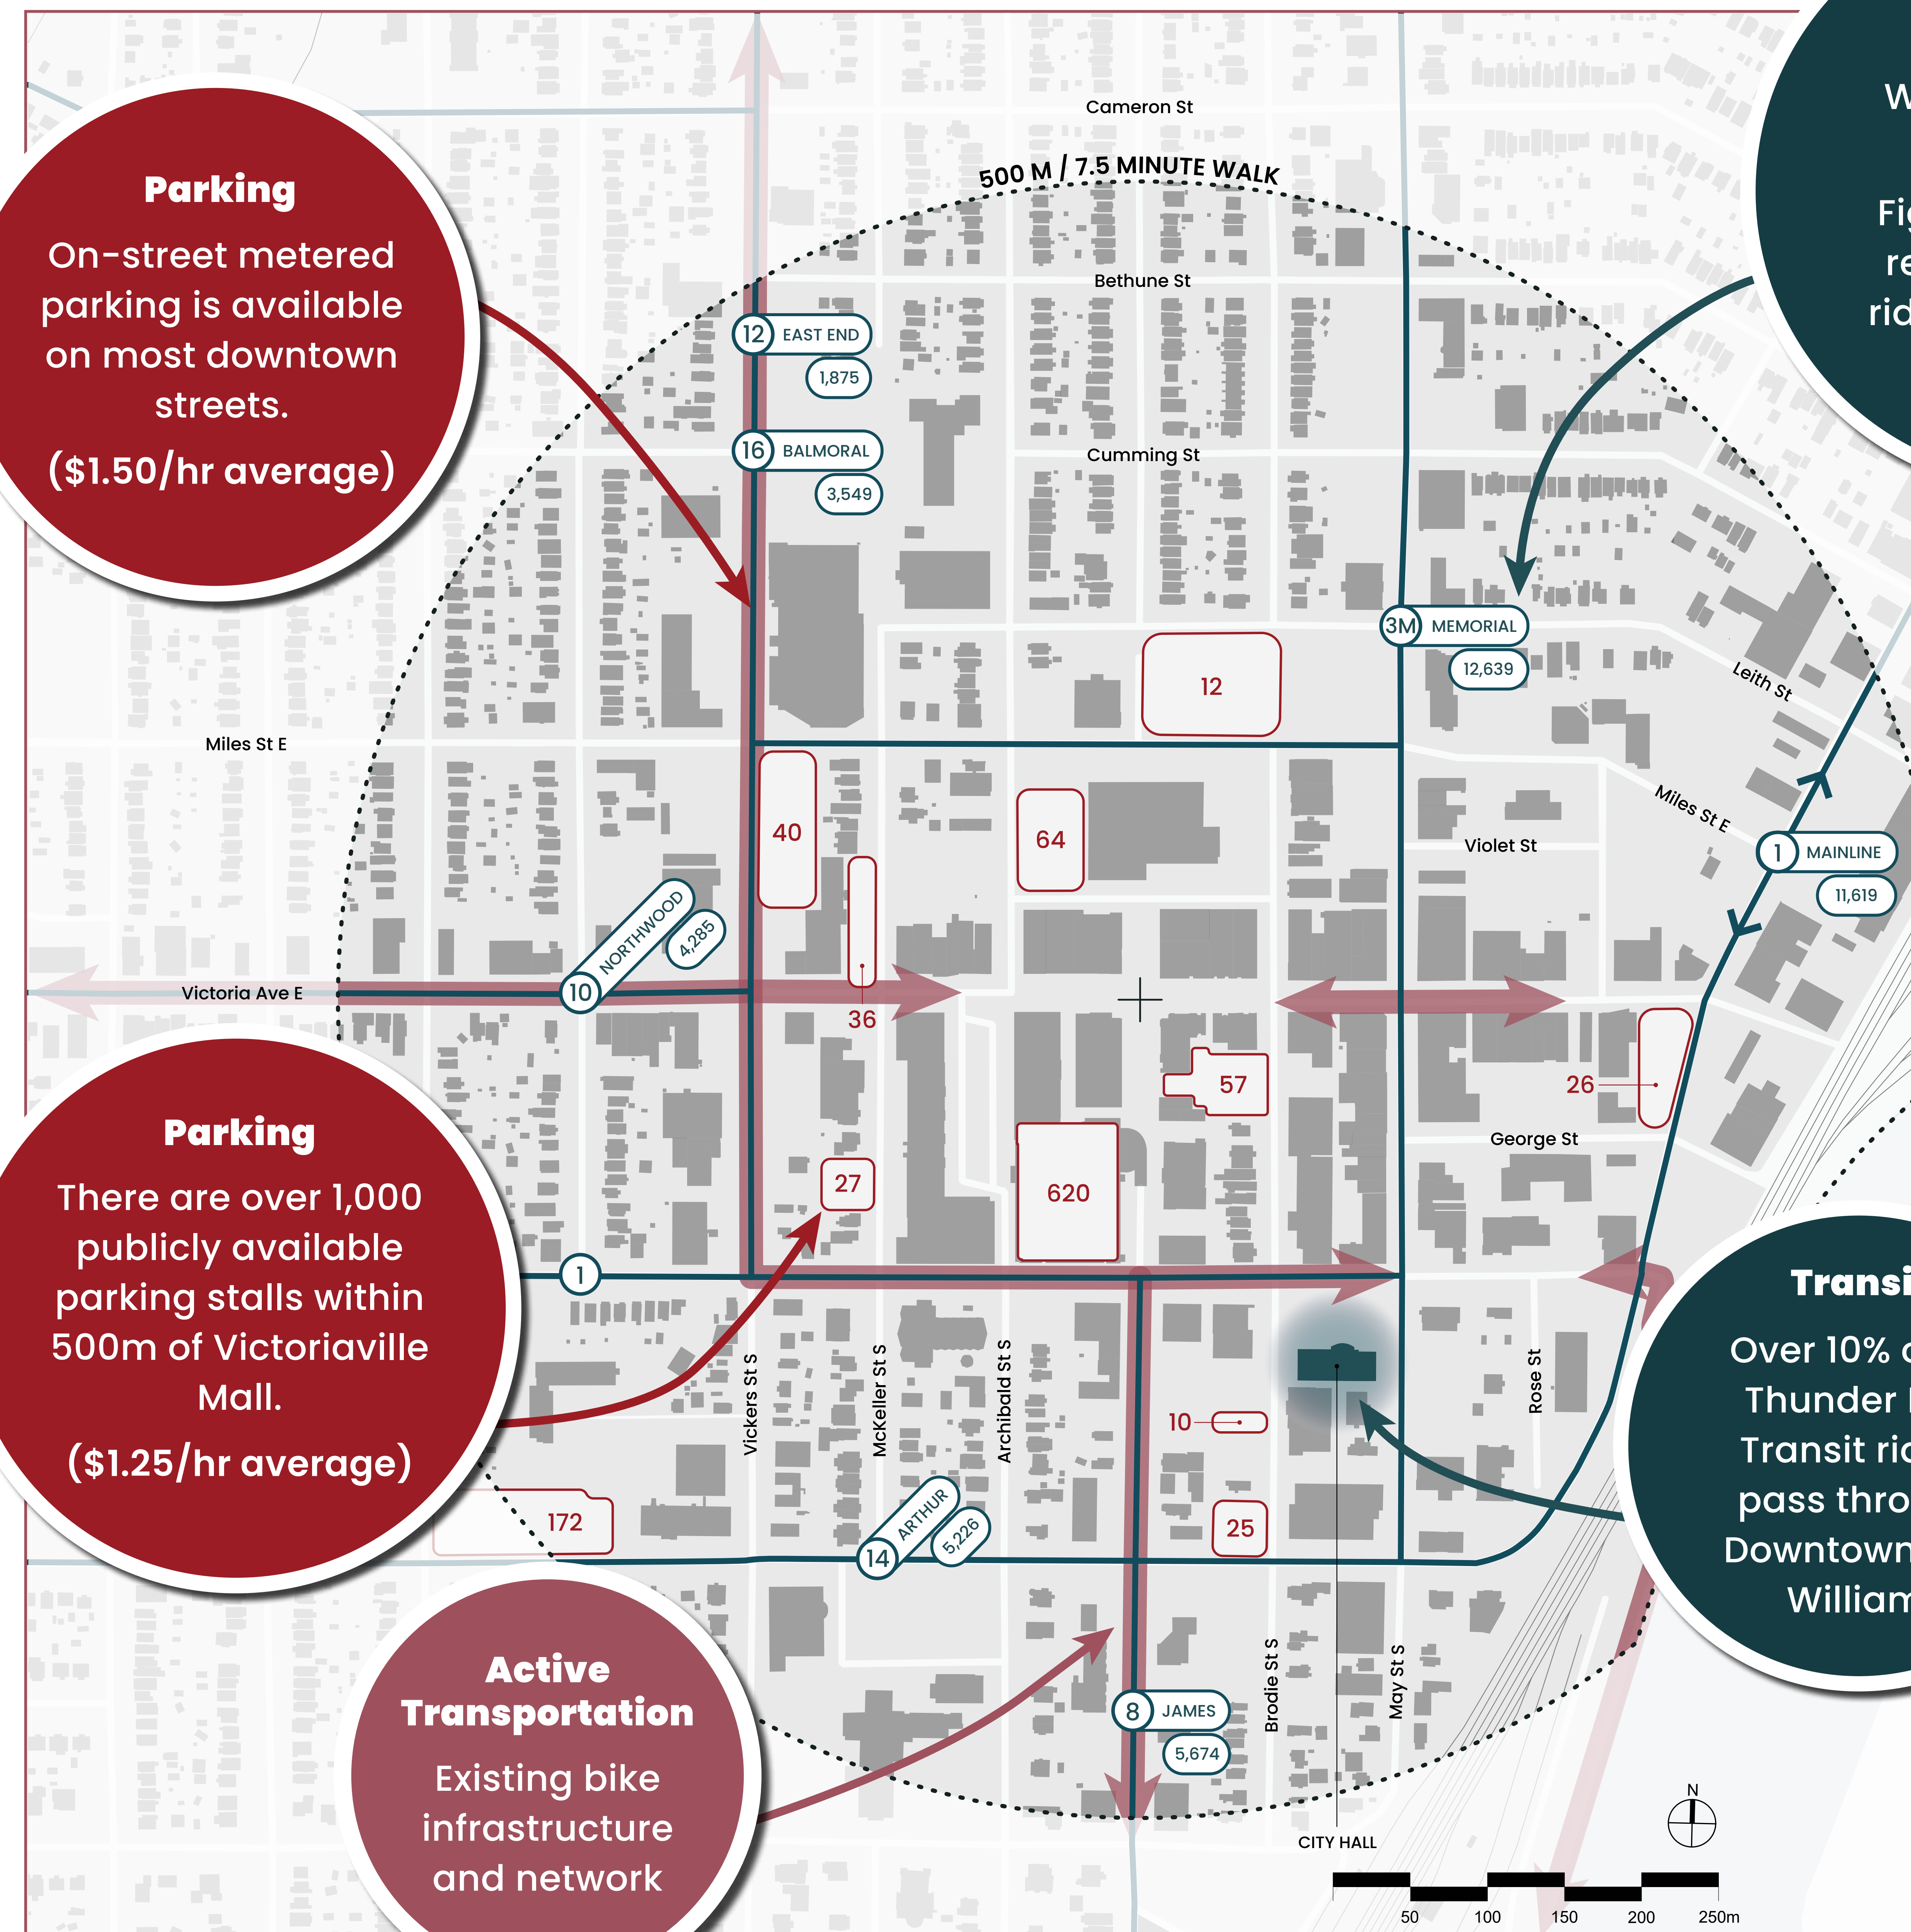 Cameron St
500 M / 7.5 MINUTE WALK
Parking
On-street metered
parking is available
on most downtown
streets.
($1.50/hr average)
Bethune St
12 EAST END
1,875
16 BALMORAL
3,549
Cumming St
3M MEMORIAL
12,639
12
Leith St
Miles St E
40
64
Miles St E
Violet St
1 MAINLINE
11,619
10 NORTHWOOD
4,285
Victoria Ave E
36
57
26
George St
Parking
There are over 1,000
publicly available
parking stalls within
500m of Victoriaville
Mall.
($1.25/hr average)
27
620
1
Transi
Over 10%
Thunder
Transit
pass
Downtown
William
Vickers St S
McKeller St S
Archibald St S
Rose St
10
172
14 ARTHUR
5,226
25
Active
Transportation
Existing bike
infrastructure
and network
8 JAMES
5,674
Brodie St S
May St S
CITY HALL
N
50 100 150 200 250m